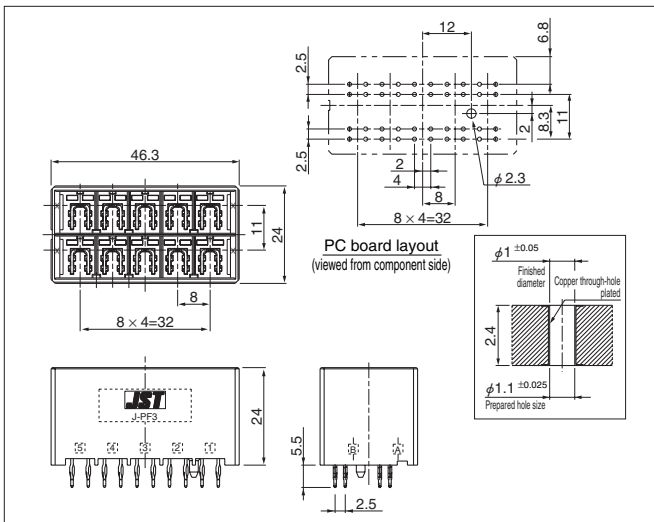 12
6.8
2.5
11
8.3
2
2.5
2
4
8
φ2.3
8 × 4=32
PC board layout
(viewed from component side)
46.3
11
24
8
8 × 4=32
φ1 ±0.05
Finished
diameter
Copper through-hole
plated
2.4
φ1.1 ±0.025
Prepared hole size
JST
J-PF3
5 4 3 2 1
24
B A
5.5
2.5